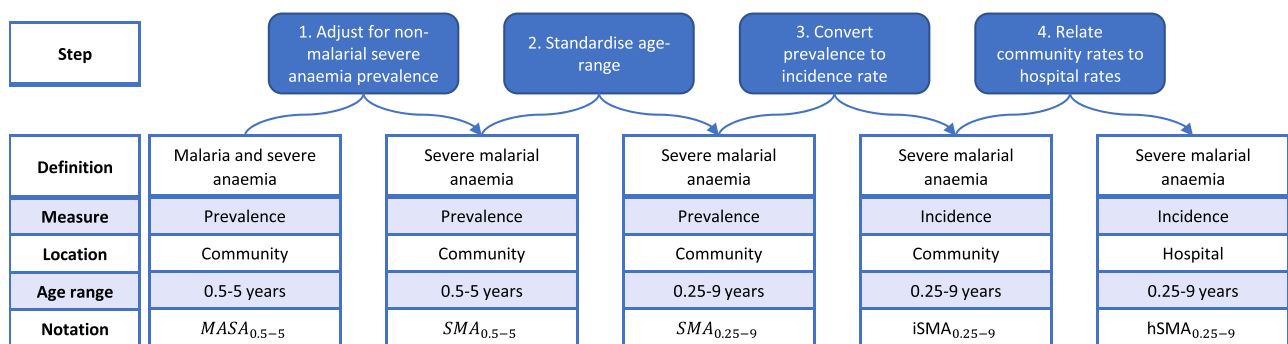 Step
1. Adjust for non-
malarial severe
anaemia prevalence
2. Standardise age-
range
3. Convert
prevalence to
incidence rate
4. Relate
community rates to
hospital rates
Definition
Malaria and severe
anaemia
Severe malarial
anaemia
Severe malarial
anaemia
Severe malarial
anaemia
Severe malarial
anaemia
Measure
Prevalence
Prevalence
Prevalence
Incidence
Incidence
Location
Community
Community
Community
Community
Hospital
Age range
0.5-5 years
0.5-5 years
0.25-9 years
0.25-9 years
0.25-9 years
Notation
MASA0.5−5
SMA0.5−5
SMA0.25−9
iSMA0.25−9
hSMA0.25−9